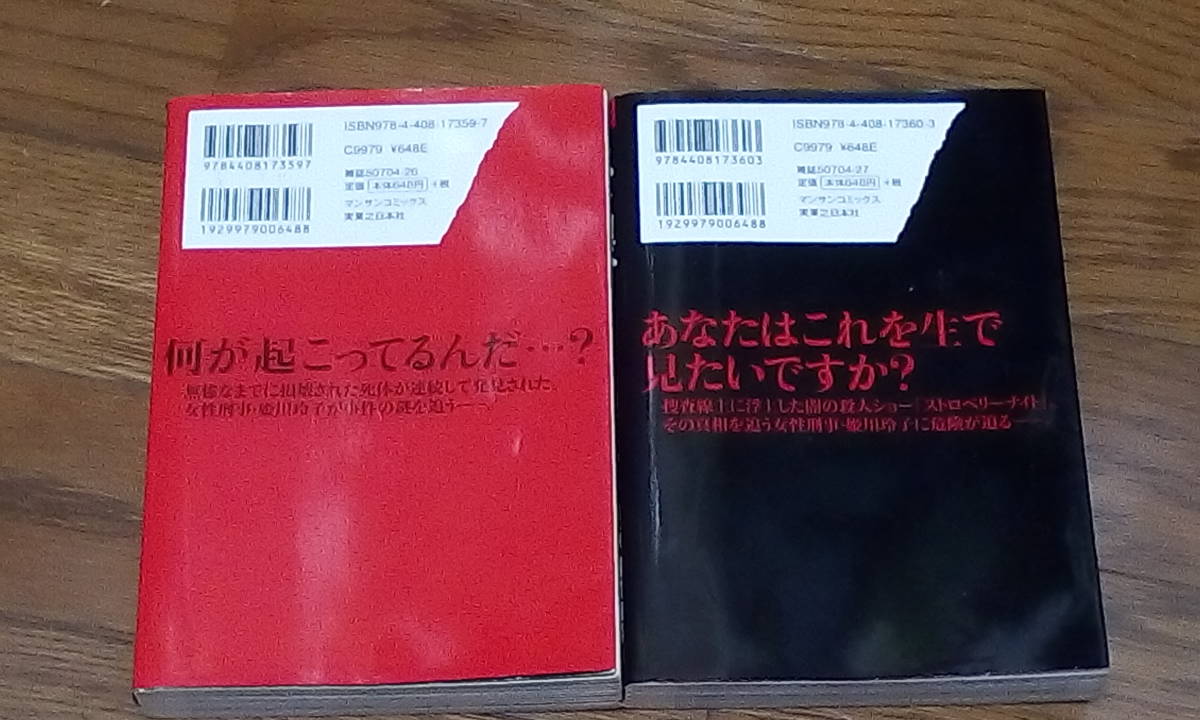 ISBN978-4-408-17359-7
C9979 ¥648E
9784408173597
雑誌50704-26
定価 本体648円 +税
マンサンコミックス
実業之日本社
1929979006488
何が起こってるんだ…?
無惨なまでに損壊された死体が連続して発見された。
女性刑事・姫川玲子が事件の謎を追う——。
ISBN978-4-408-17360-3
C9979 ¥648E
9784408173603
雑誌50704-27
定価 本体648円 +税
マンサンコミックス
実業之日本社
1929979006488
あなたはこれを生で
見たいですか?
捜査線上に浮上した闇の殺人ショー「ストロベリーナイト」。
その真相を追う女性刑事・姫川玲子に危険が迫る——。